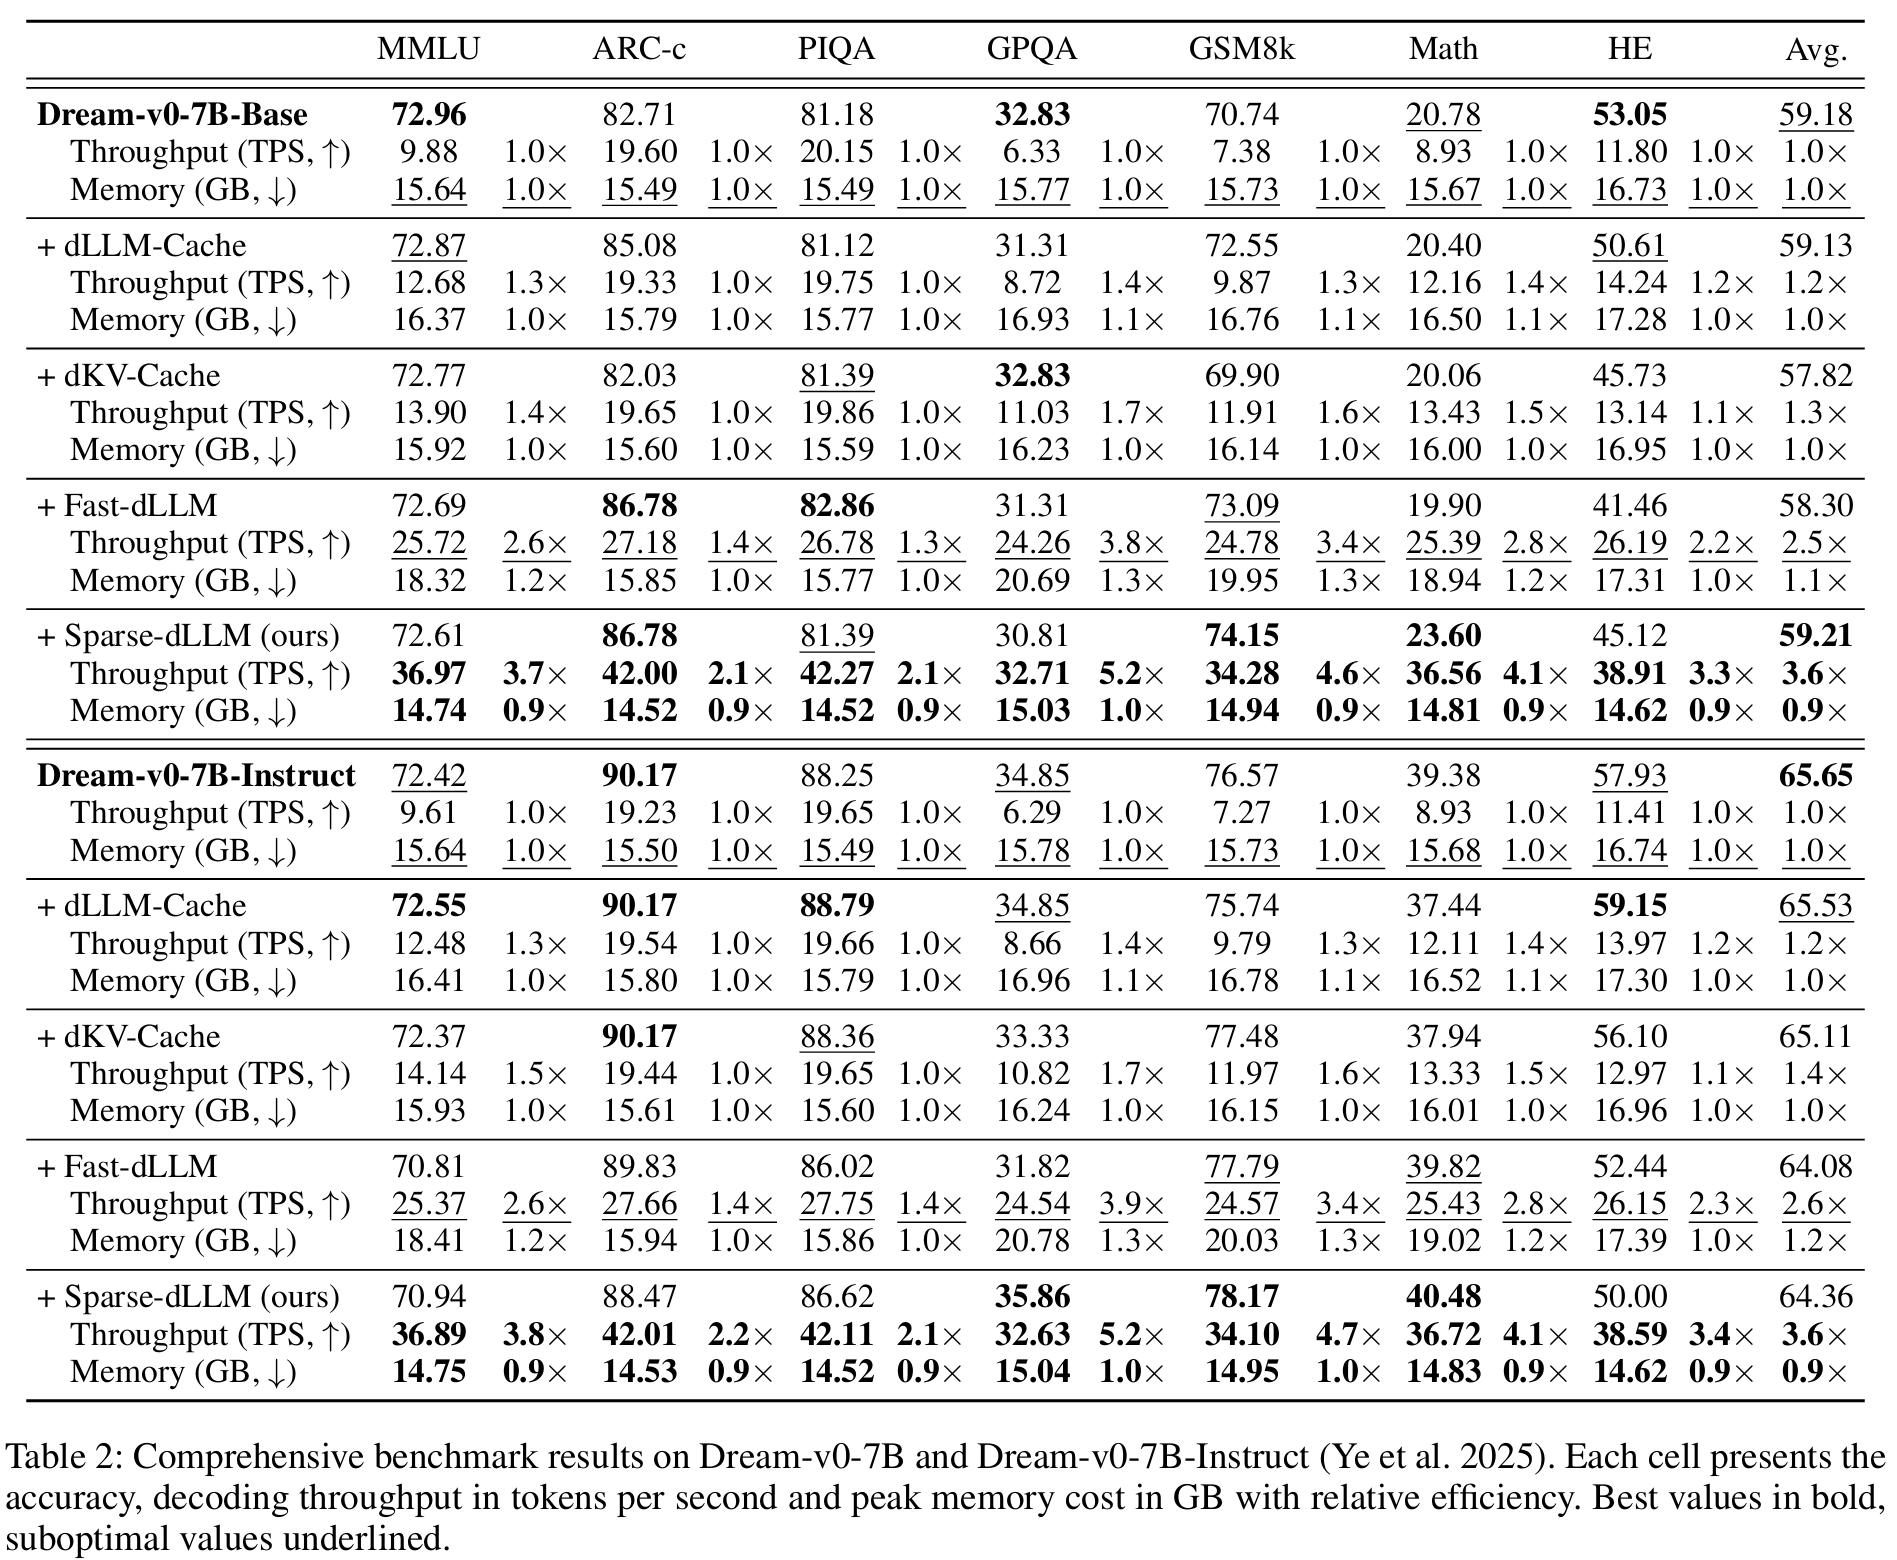 MMLU ARC-c PIQA GPQA GSM8k Math HE Avg.
Dream-v0-7B-Base 72.96 82.71 81.18 32.83 70.74 20.78 53.05 59.18
Throughput (TPS, ↑) 9.88 1.0× 19.60 1.0× 20.15 1.0× 6.33 1.0× 7.38 1.0× 8.93 1.0× 11.80 1.0× 1.0×
Memory (GB, ↓) 15.64 1.0× 15.49 1.0× 15.49 1.0× 15.77 1.0× 15.73 1.0× 15.67 1.0× 16.73 1.0× 1.0×
+ dLLM-Cache 72.87 85.08 81.12 31.31 72.55 20.40 50.61 59.13
Throughput (TPS, ↑) 12.68 1.3× 19.33 1.0× 19.75 1.0× 8.72 1.4× 9.87 1.3× 12.16 1.4× 14.24 1.2× 1.2×
Memory (GB, ↓) 16.37 1.0× 15.79 1.0× 15.77 1.0× 16.93 1.1× 16.76 1.1× 16.50 1.1× 17.28 1.0× 1.0×
+ dKV-Cache 72.77 82.03 81.39 32.83 69.90 20.06 45.73 57.82
Throughput (TPS, ↑) 13.90 1.4× 19.65 1.0× 19.86 1.0× 11.03 1.7× 11.91 1.6× 13.43 1.5× 13.14 1.1× 1.3×
Memory (GB, ↓) 15.92 1.0× 15.60 1.0× 15.59 1.0× 16.23 1.0× 16.14 1.0× 16.00 1.0× 16.95 1.0× 1.0×
+ Fast-dLLM 72.69 86.78 82.86 31.31 73.09 19.90 41.46 58.30
Throughput (TPS, ↑) 25.72 2.6× 27.18 1.4× 26.78 1.3× 24.26 3.8× 24.78 3.4× 25.39 2.8× 26.19 2.2× 2.5×
Memory (GB, ↓) 18.32 1.2× 15.85 1.0× 15.77 1.0× 20.69 1.3× 19.95 1.3× 18.94 1.2× 17.31 1.0× 1.1×
+ Sparse-dLLM (ours) 72.61 86.78 81.39 30.81 74.15 23.60 45.12 59.21
Throughput (TPS, ↑) 36.97 3.7× 42.00 2.1× 42.27 2.1× 32.71 5.2× 34.28 4.6× 36.56 4.1× 38.91 3.3× 3.6×
Memory (GB, ↓) 14.74 0.9× 14.52 0.9× 14.52 0.9× 15.03 1.0× 14.94 0.9× 14.81 0.9× 14.62 0.9× 0.9×
Dream-v0-7B-Instruct 72.42 90.17 88.25 34.85 76.57 39.38 57.93 65.65
Throughput (TPS, ↑) 9.61 1.0× 19.23 1.0× 19.65 1.0× 6.29 1.0× 7.27 1.0× 8.93 1.0× 11.41 1.0× 1.0×
Memory (GB, ↓) 15.64 1.0× 15.50 1.0× 15.49 1.0× 15.78 1.0× 15.73 1.0× 15.68 1.0× 16.74 1.0× 1.0×
+ dLLM-Cache 72.55 90.17 88.79 34.85 75.74 37.44 59.15 65.53
Throughput (TPS, ↑) 12.48 1.3× 19.54 1.0× 19.66 1.0× 8.66 1.4× 9.79 1.3× 12.11 1.4× 13.97 1.2× 1.2×
Memory (GB, ↓) 16.41 1.0× 15.80 1.0× 15.79 1.0× 16.96 1.1× 16.78 1.1× 16.52 1.1× 17.30 1.0× 1.0×
+ dKV-Cache 72.37 90.17 88.36 33.33 77.48 37.94 56.10 65.11
Throughput (TPS, ↑) 14.14 1.5× 19.44 1.0× 19.65 1.0× 10.82 1.7× 11.97 1.6× 13.33 1.5× 12.97 1.1× 1.4×
Memory (GB, ↓) 15.93 1.0× 15.61 1.0× 15.60 1.0× 16.24 1.0× 16.15 1.0× 16.01 1.0× 16.96 1.0× 1.0×
+ Fast-dLLM 70.81 89.83 86.02 31.82 77.79 39.82 52.44 64.08
Throughput (TPS, ↑) 25.37 2.6× 27.66 1.4× 27.75 1.4× 24.54 3.9× 24.57 3.4× 25.43 2.8× 26.15 2.3× 2.6×
Memory (GB, ↓) 18.41 1.2× 15.94 1.0× 15.86 1.0× 20.78 1.3× 20.03 1.3× 19.02 1.2× 17.39 1.0× 1.2×
+ Sparse-dLLM (ours) 70.94 88.47 86.62 35.86 78.17 40.48 50.00 64.36
Throughput (TPS, ↑) 36.89 3.8× 42.01 2.2× 42.11 2.1× 32.63 5.2× 34.10 4.7× 36.72 4.1× 38.59 3.4× 3.6×
Memory (GB, ↓) 14.75 0.9× 14.53 0.9× 14.52 0.9× 15.04 1.0× 14.95 1.0× 14.83 0.9× 14.62 0.9× 0.9×
Table 2: Comprehensive benchmark results on Dream-v0-7B and Dream-v0-7B-Instruct (Ye et al. 2025). Each cell presents the
accuracy, decoding throughput in tokens per second and peak memory cost in GB with relative efficiency. Best values in bold,
suboptimal values underlined.